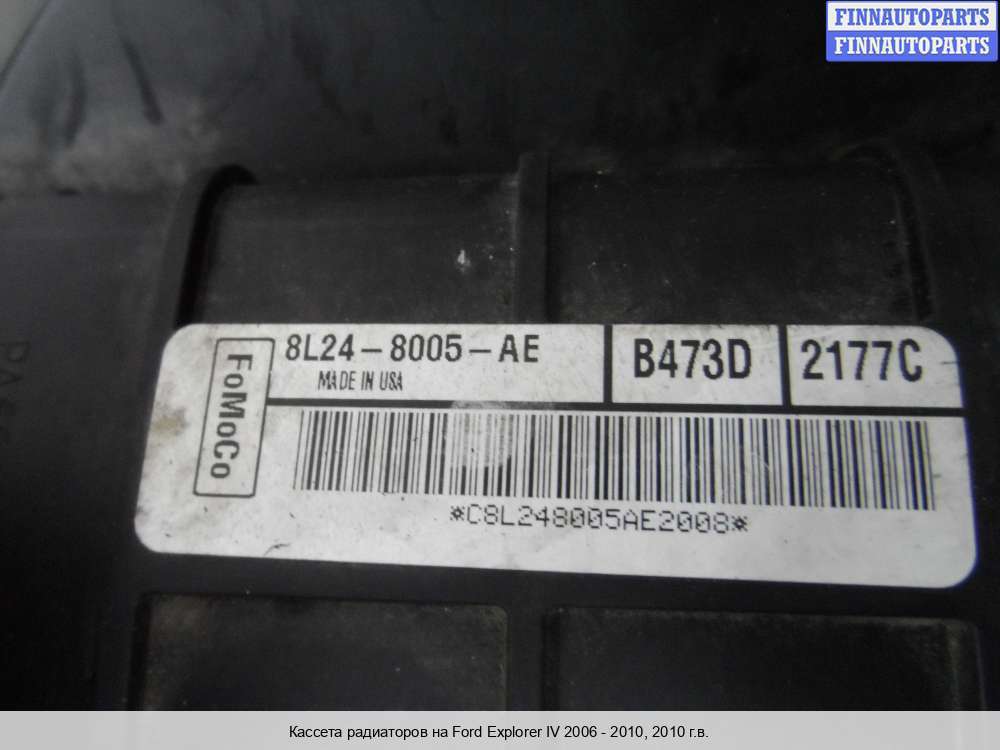 FINNAUTOPARTS
FINNAUTOPARTS
8L24-8005-AE
B473D
2177C
MADE IN USA
FoMoCo
*C8L248005AE2008*
Кассета радиаторов на Ford Explorer IV 2006 - 2010, 2010 г.в.